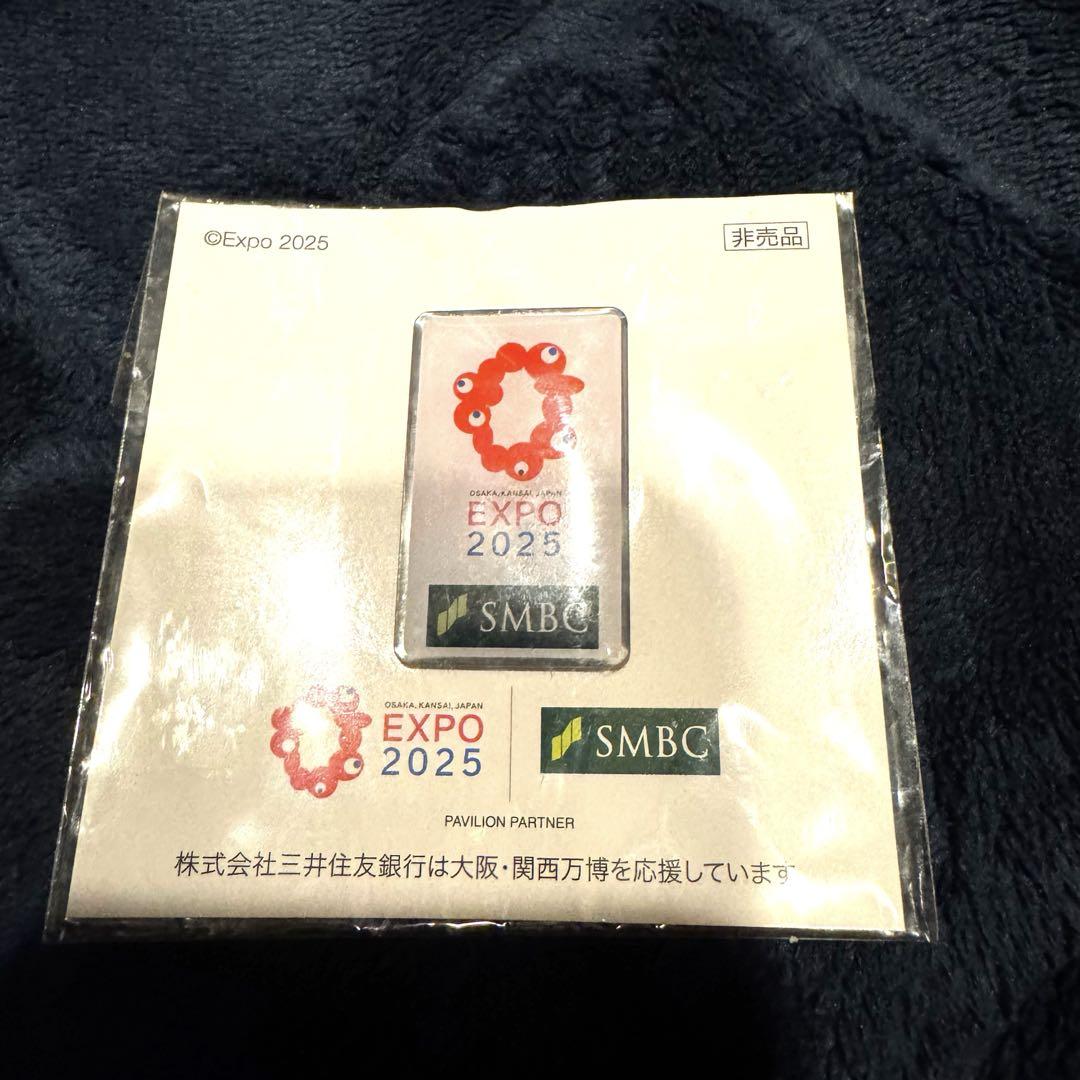 ©Expo 2025
非売品
OSAKA, KANSAI, JAPAN
EXPO
2025
SMBC
OSAKA, KANSAI, JAPAN
EXPO
2025
SMBC
PAVILION PARTNER
株式会社三井住友銀行は大阪・関西万博を応援しています